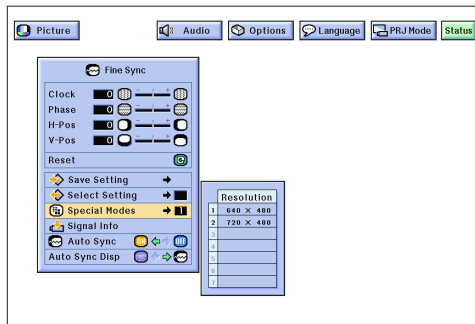 Picture
Audio
Options
Language
PRJ Mode
Status
Fine Sync
Clock 0
Phase 0
H-Pos 0
V-Pos 0
Reset
Save Setting
Select Setting
Special Modes 1
Signal Info
Auto Sync ON OFF
Auto Sync Disp
Resolution
1 640 × 480
2 720 × 480
3
4
5
6
7